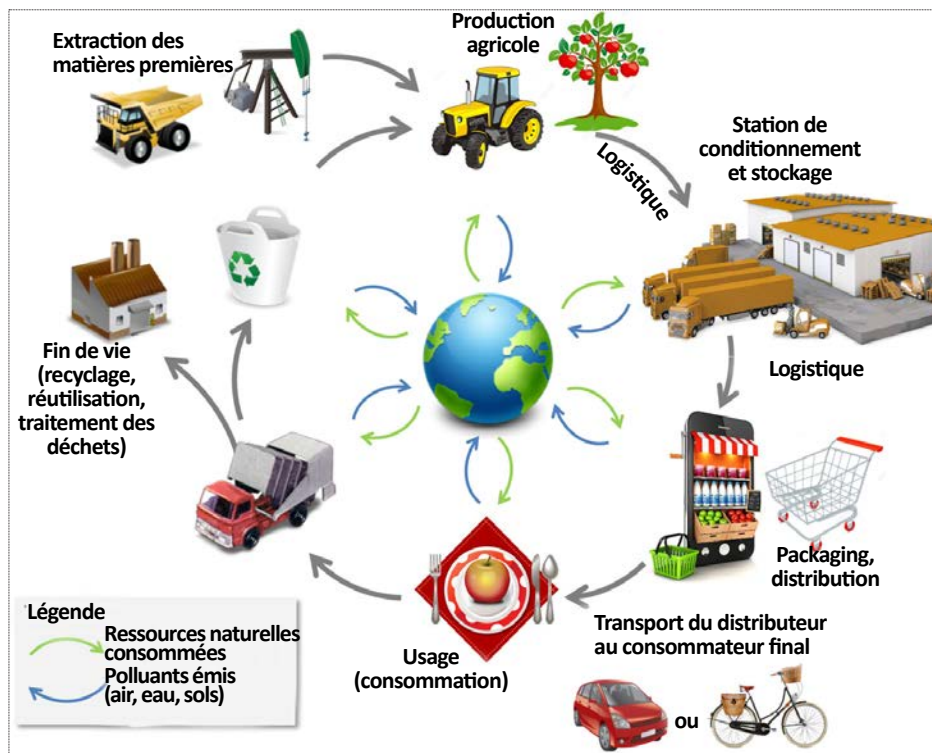 Extraction des
matières premières
Production
agricole
Logistique
Station de
conditionnement
et stockage
Logistique
Packaging,
distribution
Transport du distributeur
au consommateur final
ou
Usage
(consommation)
Fin de vie
(recyclage,
réutilisation,
traitement des
déchets)
Légende
Ressources naturelles
consommées
Polluants émis
(air, eau, sols)